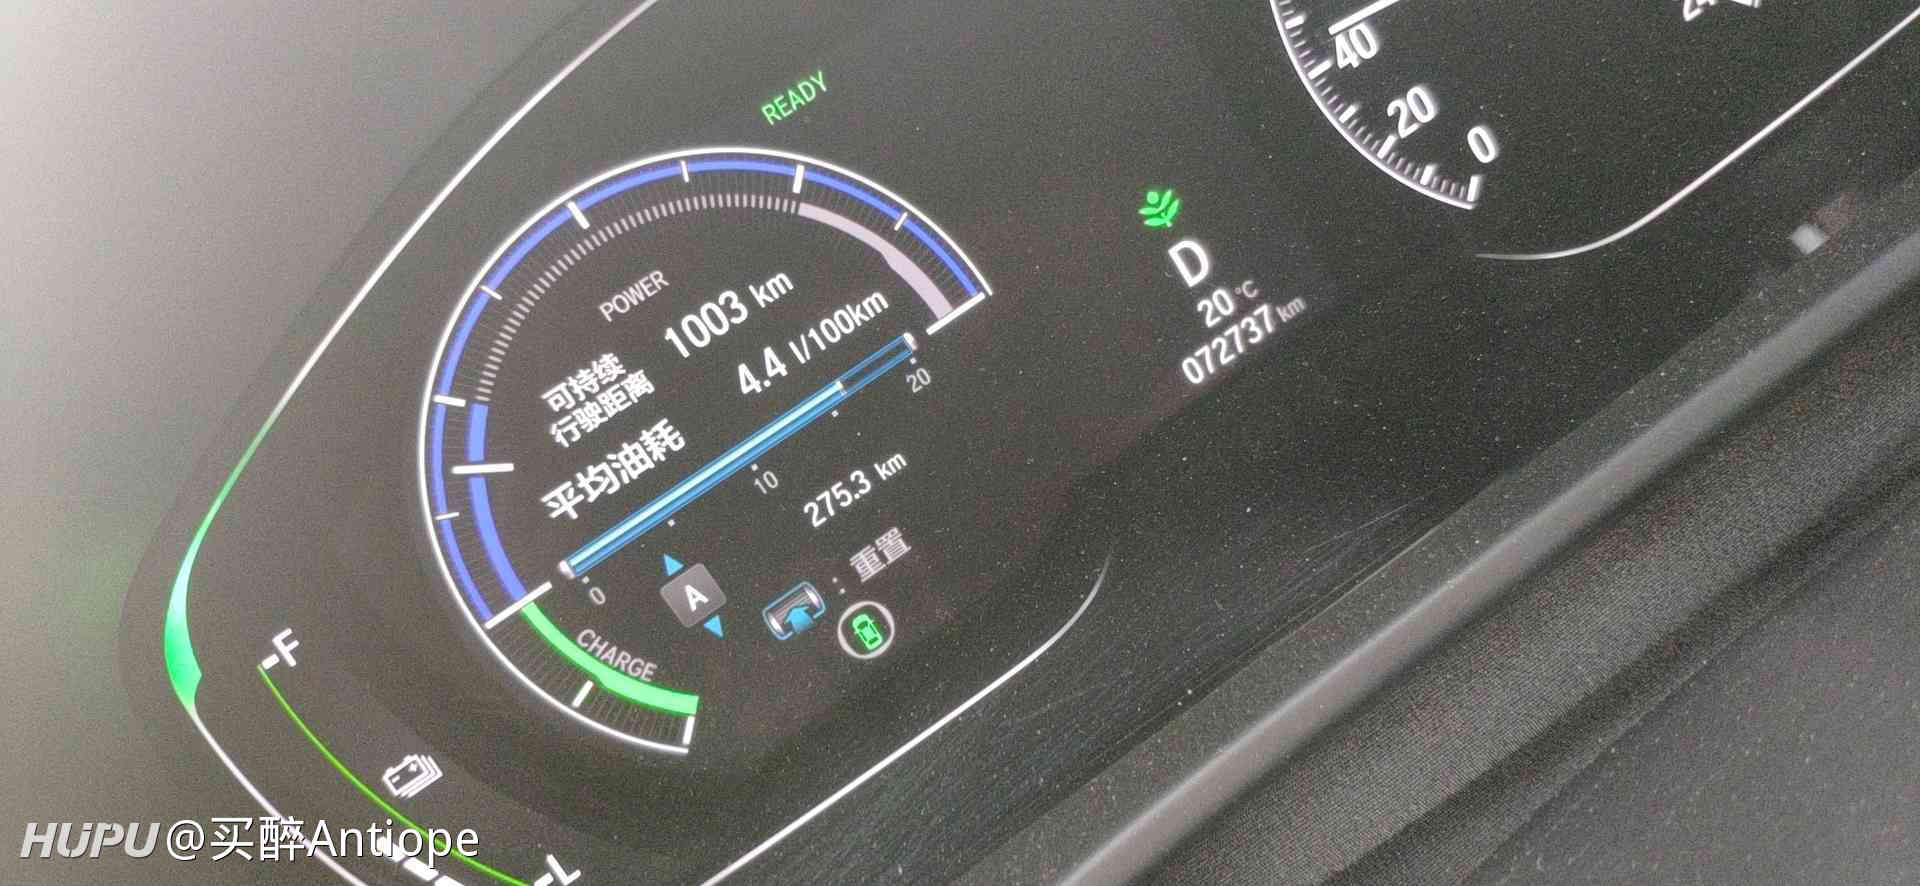 READY
40
20
0
POWER
1003 km
可持续
行驶距离
4.4 l/100km
平均油耗
0
10
20
275.3 km
A
: 重置
CHARGE
D
20 °C
072737 km
-F
-L
HUPU @买醉Antiope